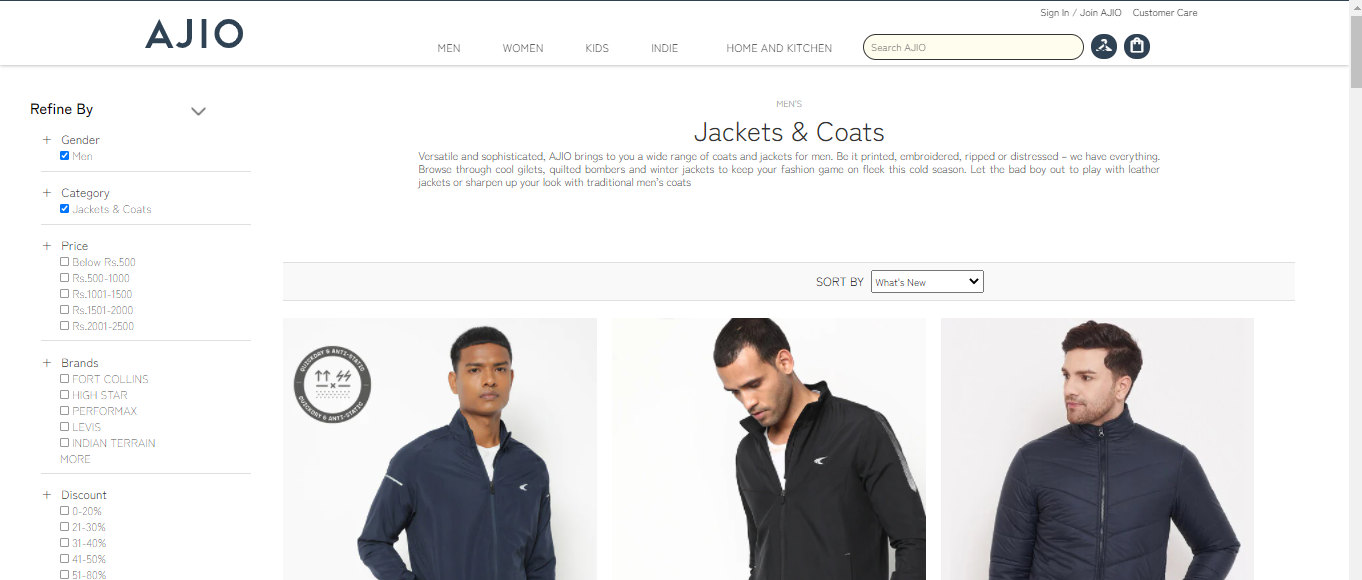 Sign In / Join AJIO Customer Care
AJIO
MEN WOMEN KIDS INDIE HOME AND KITCHEN
Search AJIO
Refine By
+ Gender
Men
+ Category
Jackets & Coats
+ Price
Below Rs.500
Rs.500-1000
Rs.1001-1500
Rs.1501-2000
Rs.2001-2500
+ Brands
FORT COLLINS
HIGH STAR
PERFORMAX
LEVIS
INDIAN TERRAIN
MORE
+ Discount
0-20%
21-30%
31-40%
41-50%
51-80%
MEN'S
Jackets & Coats
Versatile and sophisticated, AJIO brings to you a wide range of coats and jackets for men. Be it printed, embroidered, ripped or distressed – we have everything.
Browse through cool gilets, quilted bombers and winter jackets to keep your fashion game on fleek this cold season. Let the bad boy out to play with leather
jackets or sharpen up your look with traditional men's coats
SORT BY What's New
QUICKDRY & ANTI-STATIC
QUICKDRY & ANTI-STATIC